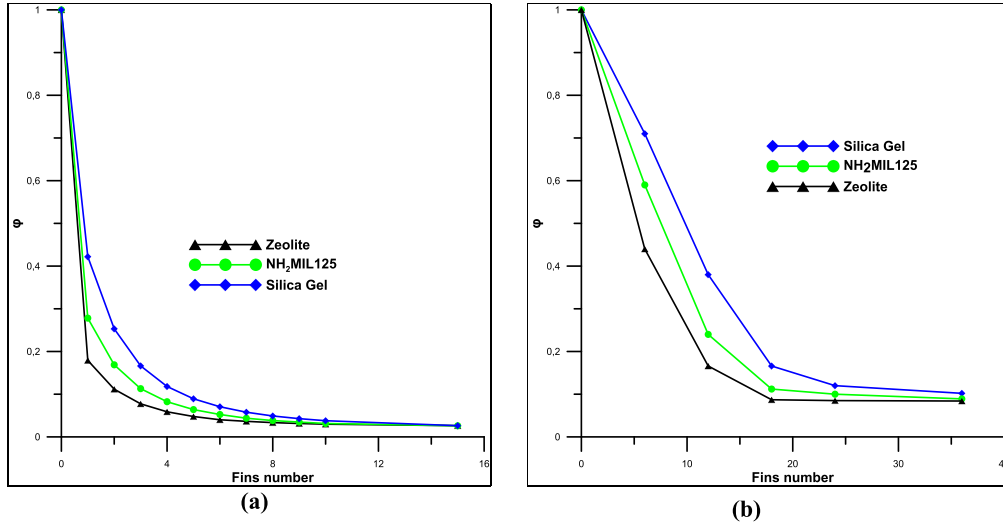 1
0,8
0,6
0,4
0,2
0
φ
0 4 8 12 16
Fins number
Zeolite
NH2MIL125
Silica Gel
(a)
1
0,8
0,6
0,4
0,2
0
φ
0 10 20 30 40
Fins number
Silica Gel
NH2MIL125
Zeolite
(b)